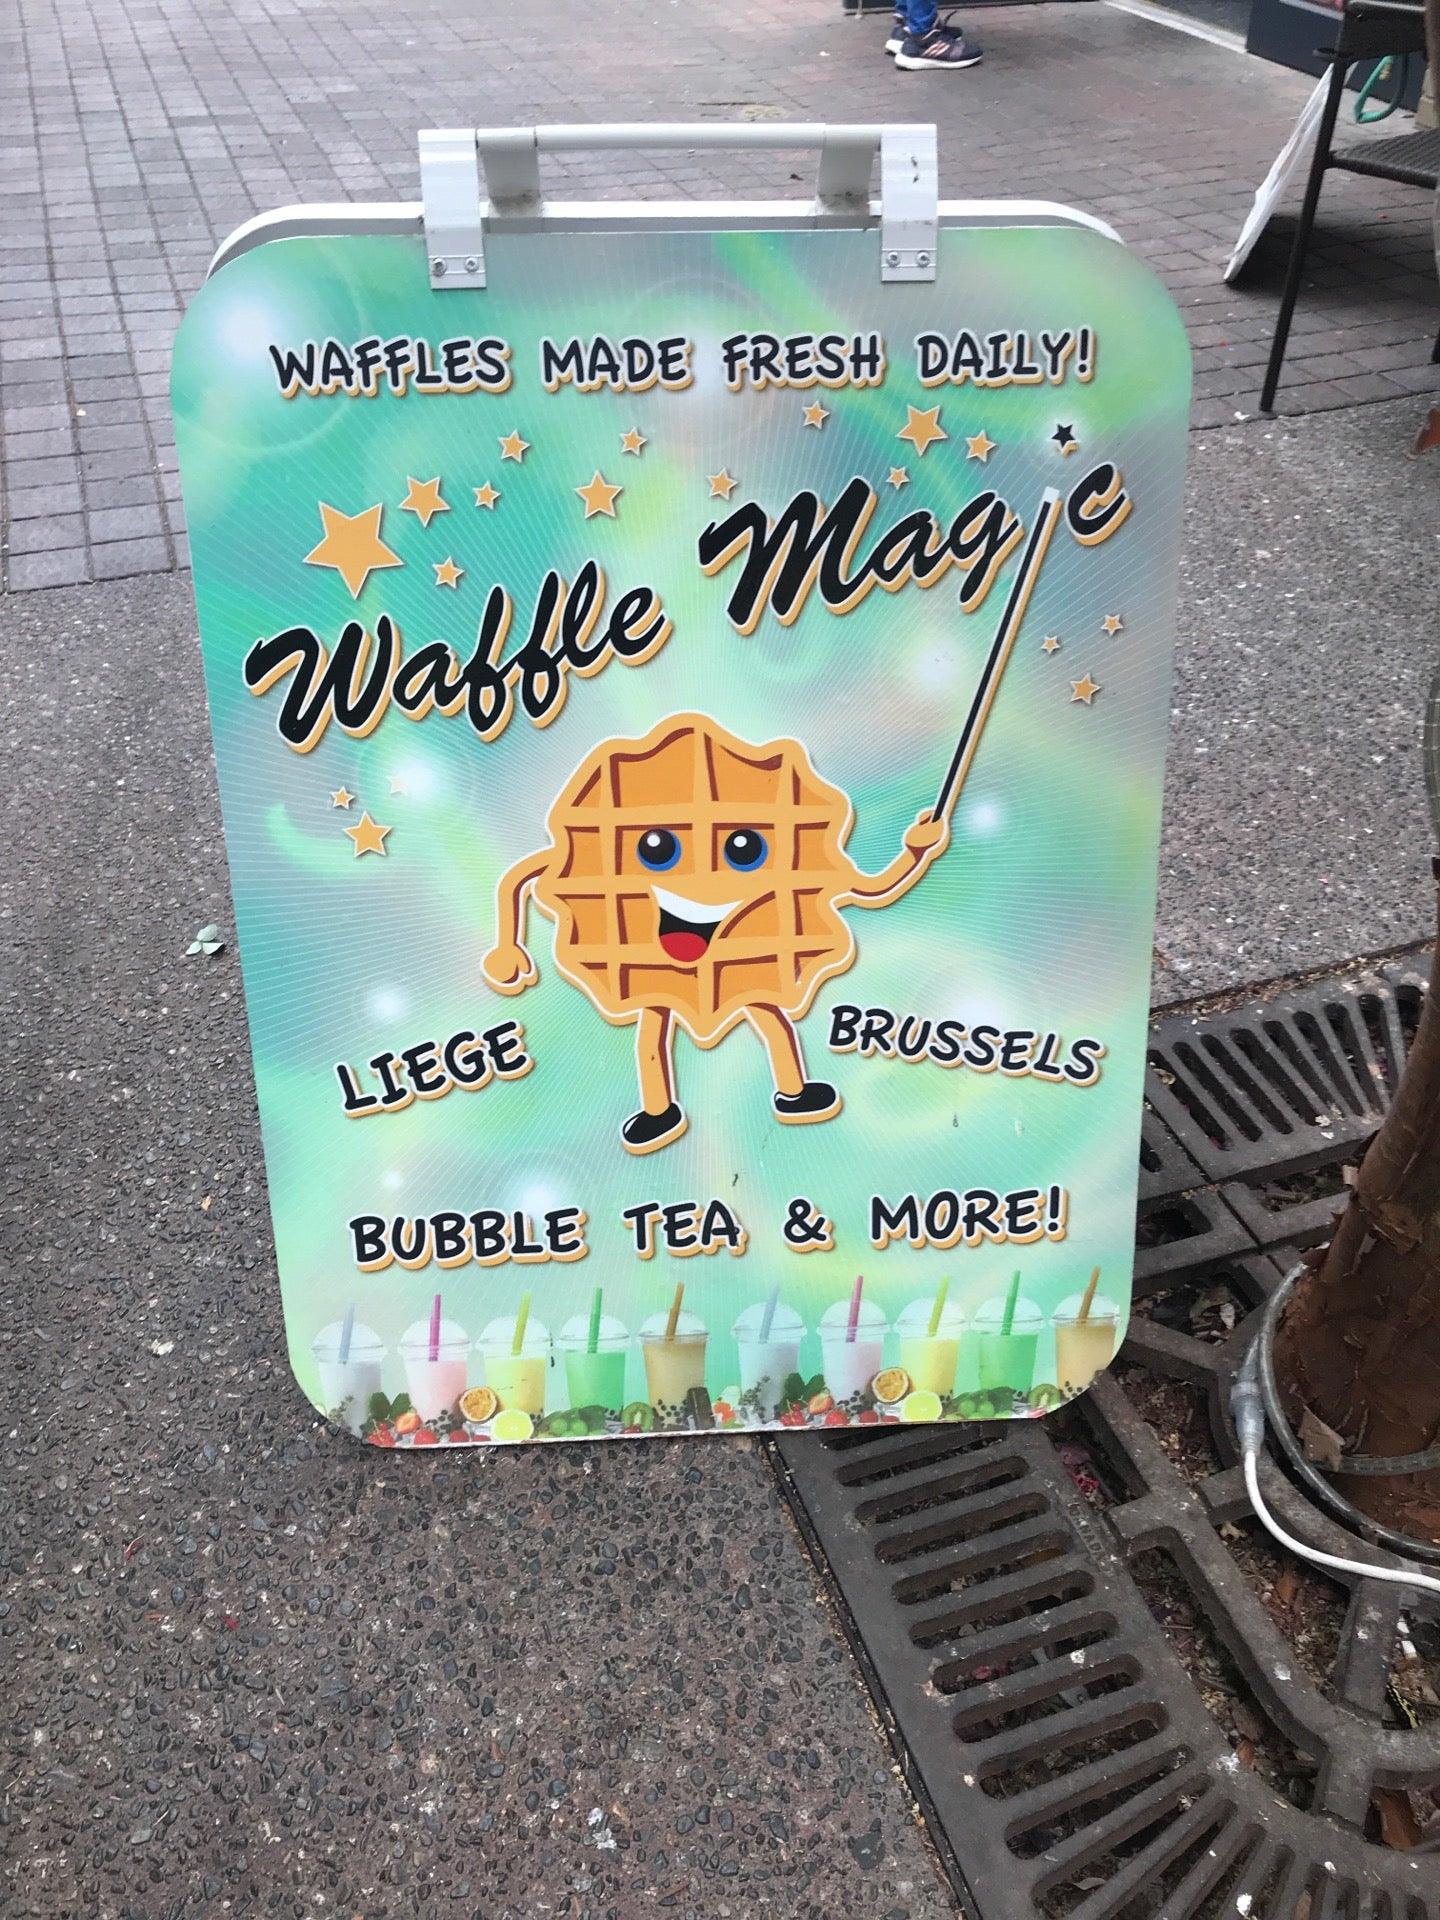 WAFFLES MADE FRESH DAILY!
Waffle Magic
LIEGE
BRUSSELS
BUBBLE TEA & MORE!